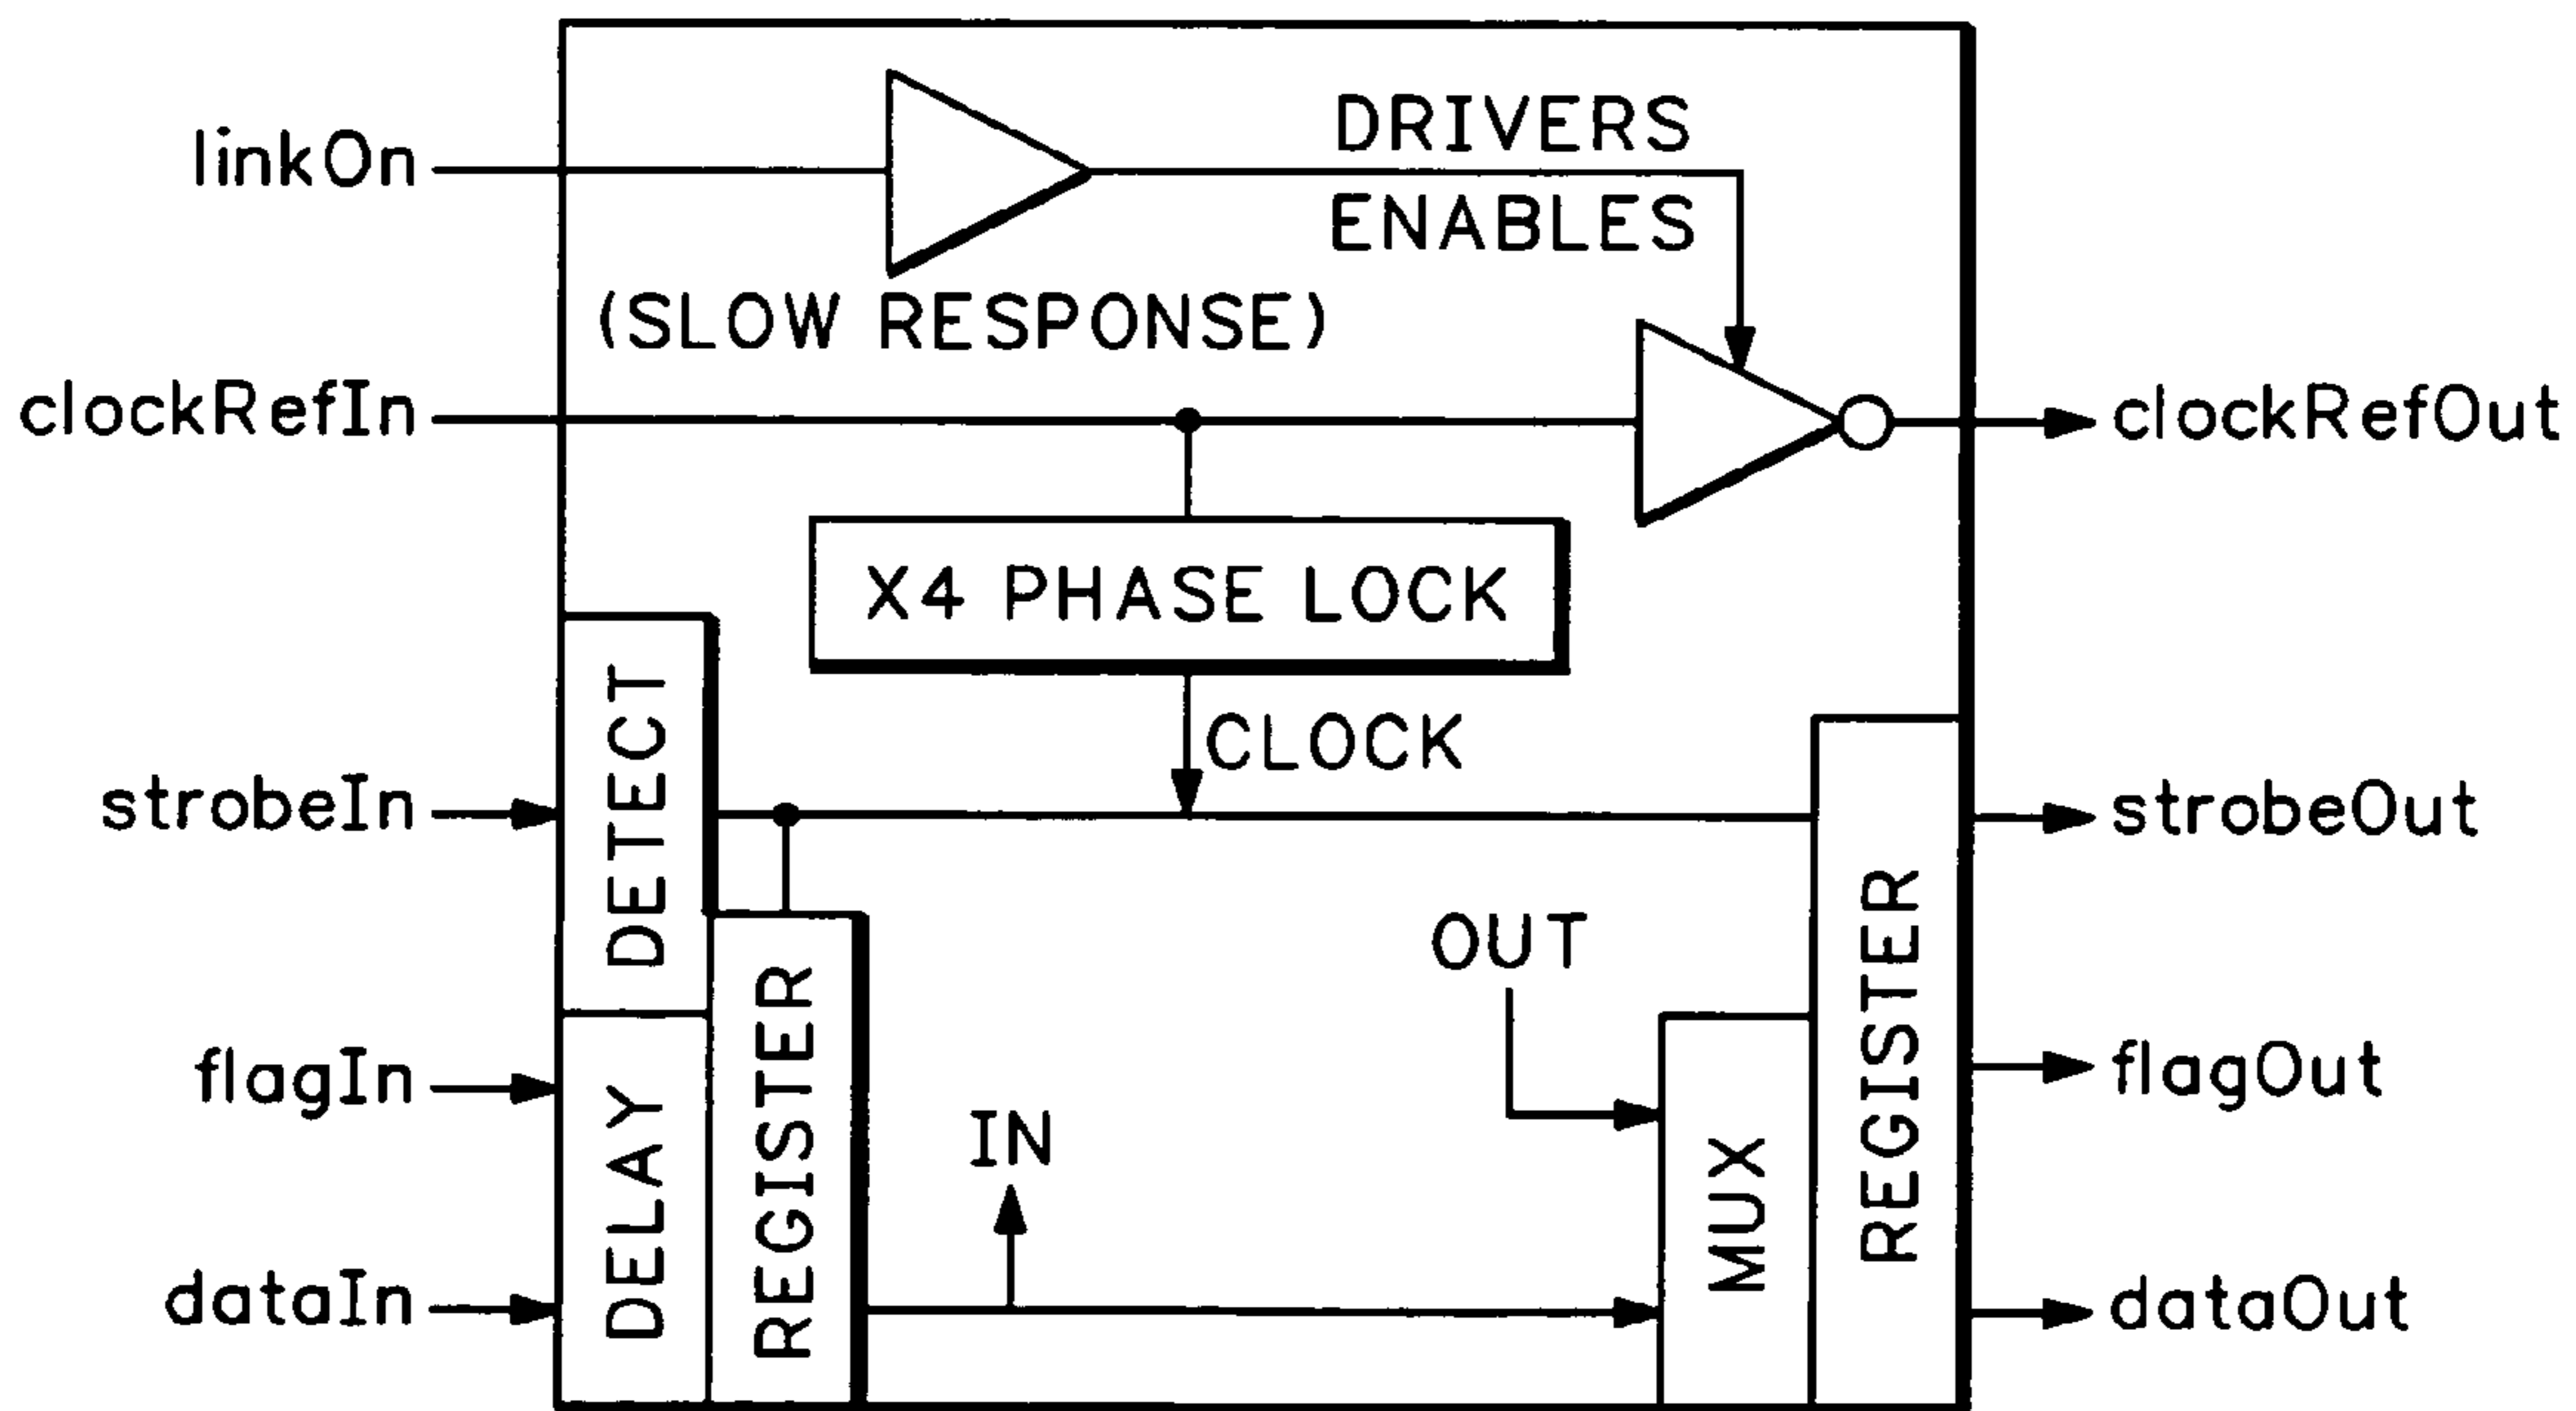 linkOn
DRIVERS
ENABLES
(SLOW RESPONSE)
clockRefIn
clockRefOut
X4 PHASE LOCK
CLOCK
DETECT
strobeIn
strobeOut
OUT
REGISTER
flagIn
flagOut
DELAY
REGISTER
IN
MUX
dataIn
dataOut